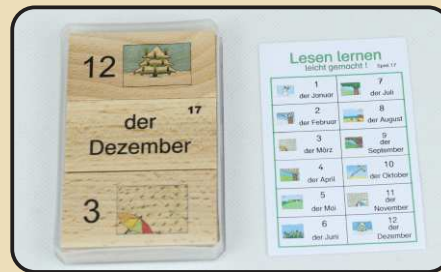 12
17
der
Dezember
3
Lesen lernen
leicht gemacht ! Spiel 17
1
der Januar
7
der Juli
2
der Februar
8
der August
3
der März
9
der
September
4
der April
10
der Oktober
5
der Mai
11
der
November
6
der Juni
12
der
Dezember